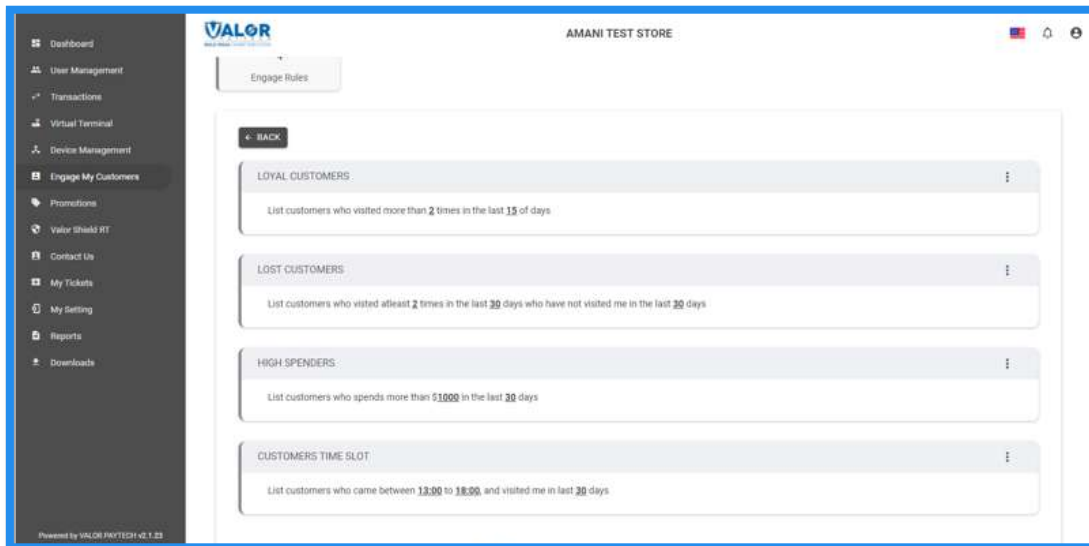 VALOR
AMANI TEST STORE
Dashboard
User Management
Transactions
Virtual Terminal
Device Management
Engage My Customers
Promotions
Valor Shield RT
Contact Us
My Tickets
My Setting
Reports
Downloads
Powered by VALOR PAYTECH v2.1.23
Engage Rules
← BACK
LOYAL CUSTOMERS
List customers who visited more than 2 times in the last 15 of days
LOST CUSTOMERS
List customers who visted atleast 2 times in the last 30 days who have not visited me in the last 30 days
HIGH SPENDERS
List customers who spends more than $1000 in the last 30 days
CUSTOMERS TIME SLOT
List customers who came between 13:00 to 18:00, and visited me in last 30 days